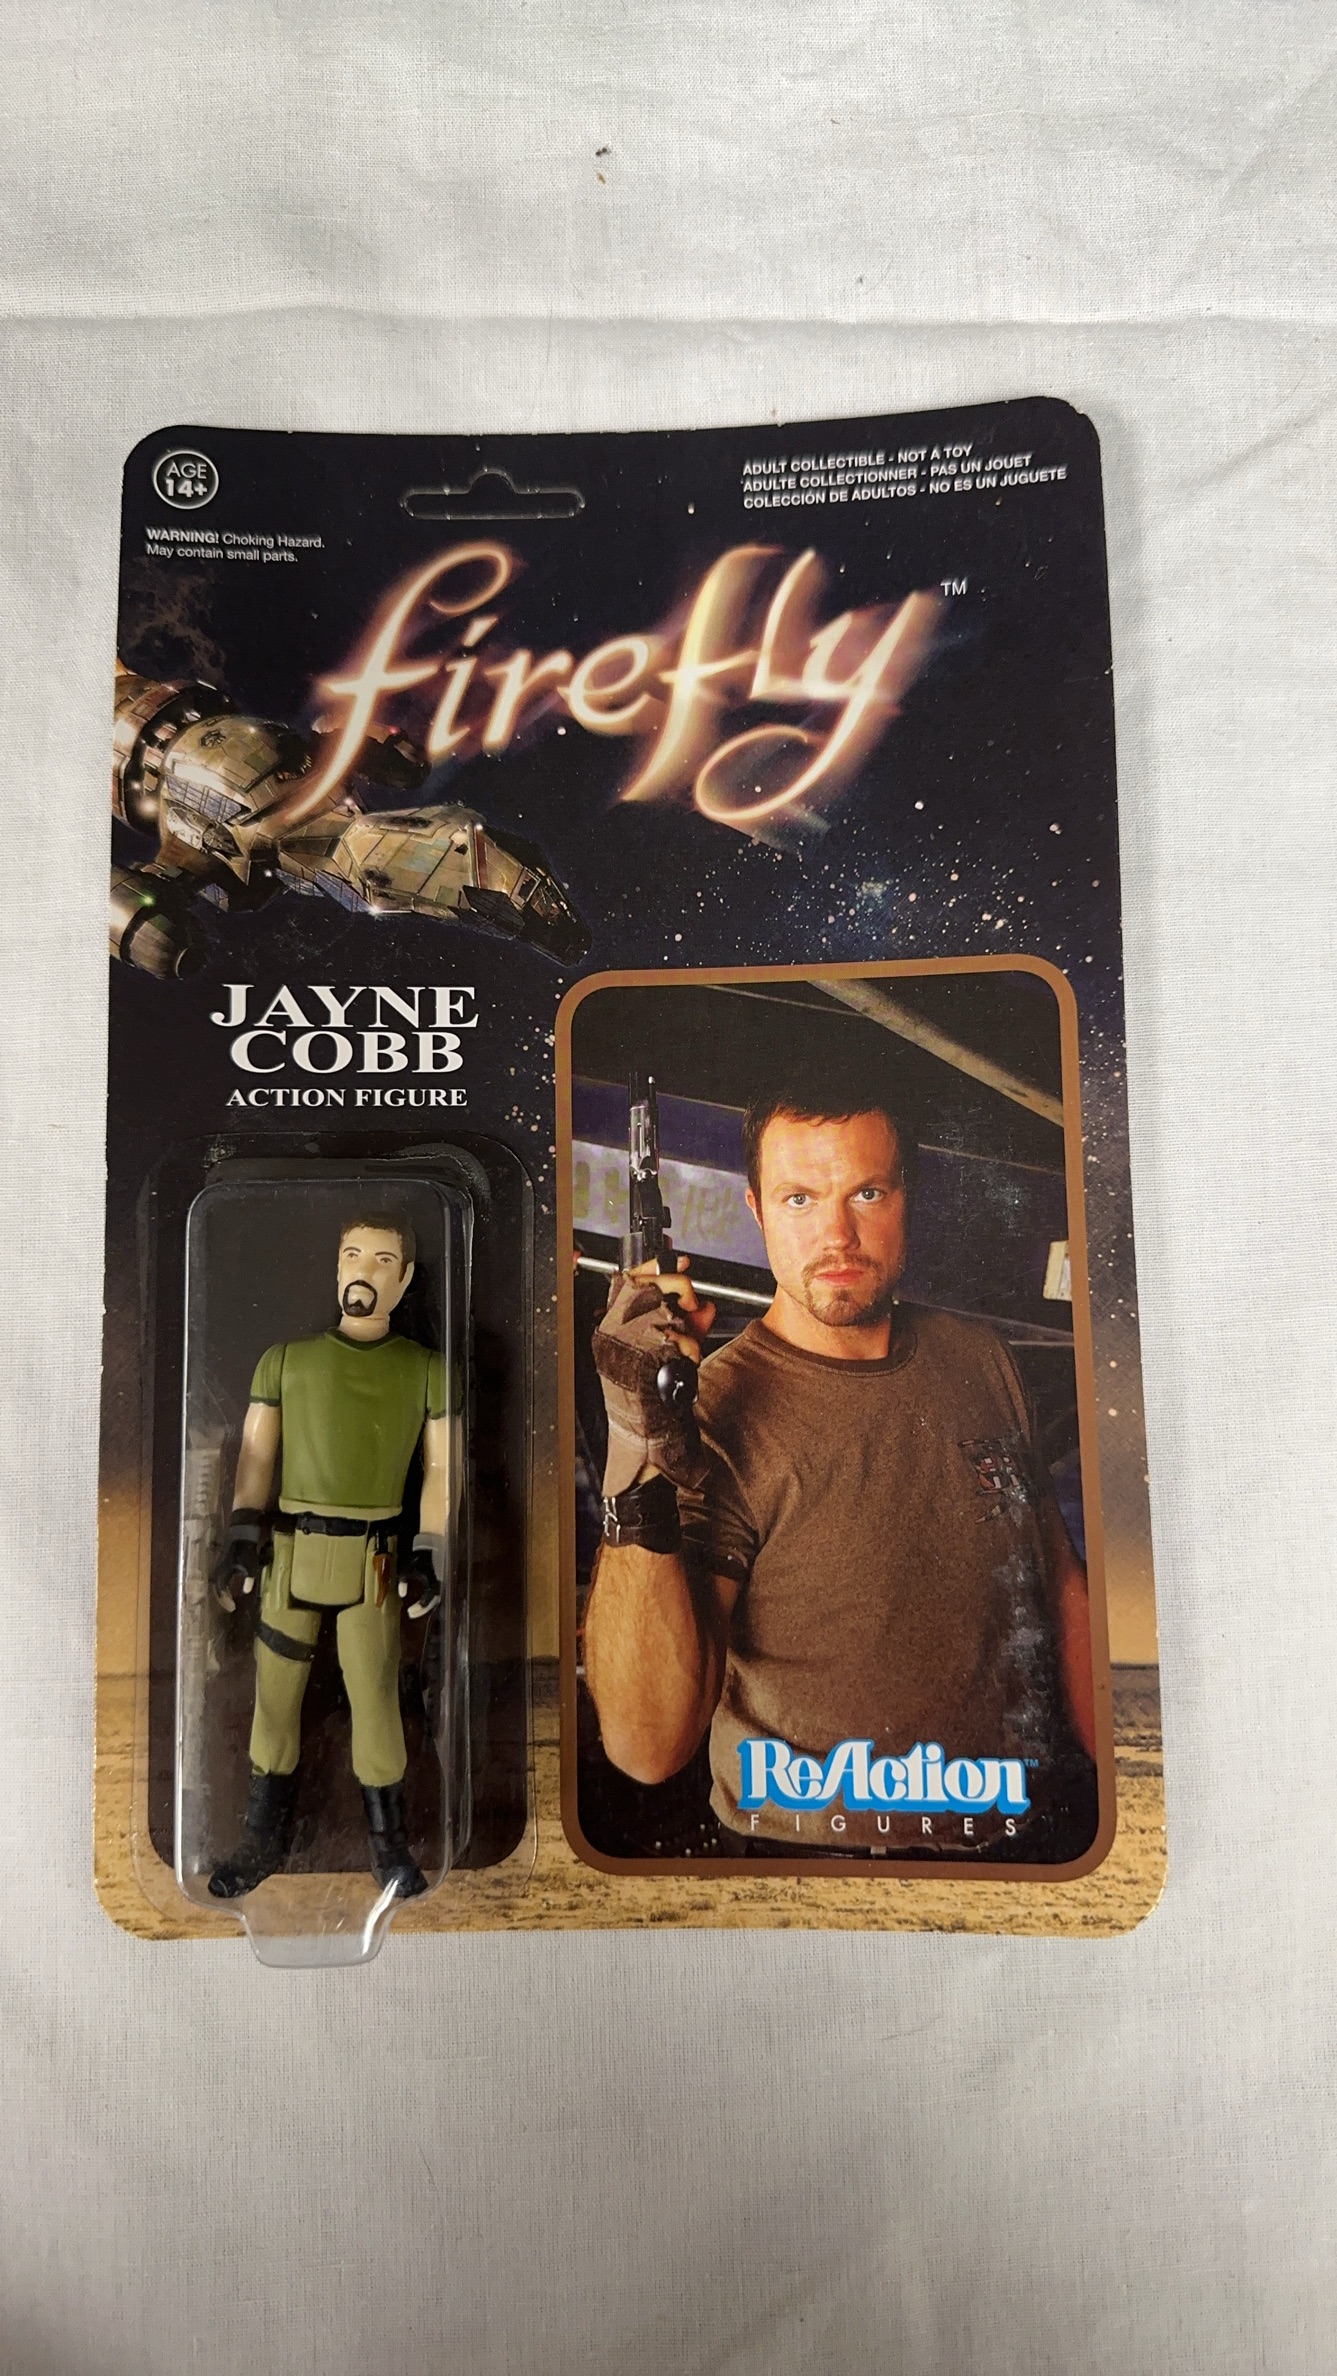 AGE
14+
WARNING! Choking Hazard.
May contain small parts.
ADULT COLLECTIBLE - NOT A TOY
ADULTE COLLECTIONNER - PAS UN JOUET
COLECCIÓN DE ADULTOS - NO ES UN JUGUETE
firefly TM
JAYNE
COBB
ACTION FIGURE
ReAction TM
FIGURES